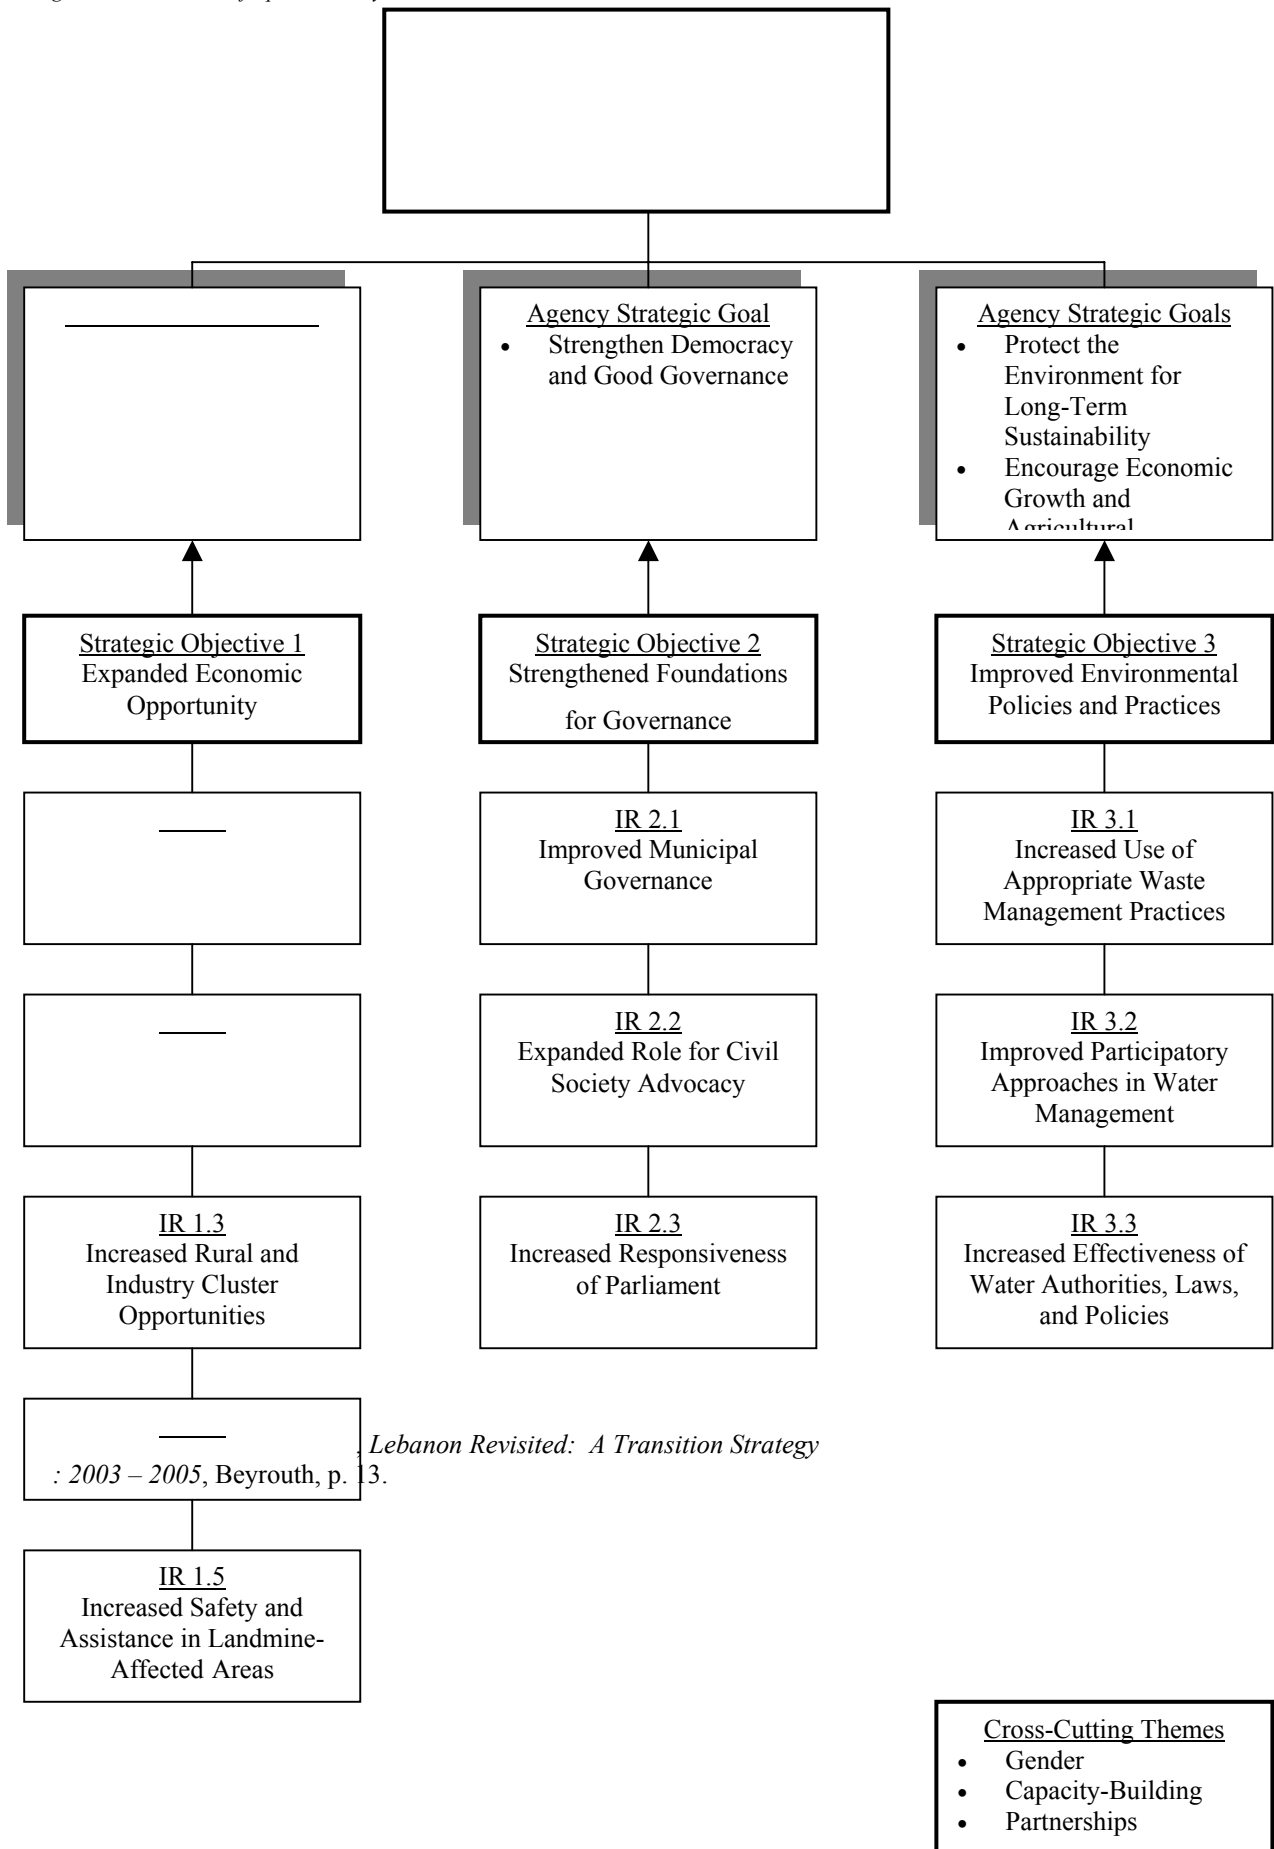 Agency Strategic Goal
• Strengthen Democracy
and Good Governance
Agency Strategic Goals
• Protect the
Environment for
Long-Term
Sustainability
• Encourage Economic
Growth and
Agricultural
Strategic Objective 1
Expanded Economic
Opportunity
Strategic Objective 2
Strengthened Foundations
for Governance
Strategic Objective 3
Improved Environmental
Policies and Practices
IR 2.1
Improved Municipal
Governance
IR 3.1
Increased Use of
Appropriate Waste
Management Practices
IR 2.2
Expanded Role for Civil
Society Advocacy
IR 3.2
Improved Participatory
Approaches in Water
Management
IR 1.3
Increased Rural and
Industry Cluster
Opportunities
IR 2.3
Increased Responsiveness
of Parliament
IR 3.3
Increased Effectiveness of
Water Authorities, Laws,
and Policies
, Lebanon Revisited: A Transition Strategy
: 2003 – 2005, Beyrouth, p. 13.
IR 1.5
Increased Safety and
Assistance in Landmine-
Affected Areas
Cross-Cutting Themes
• Gender
• Capacity-Building
• Partnerships